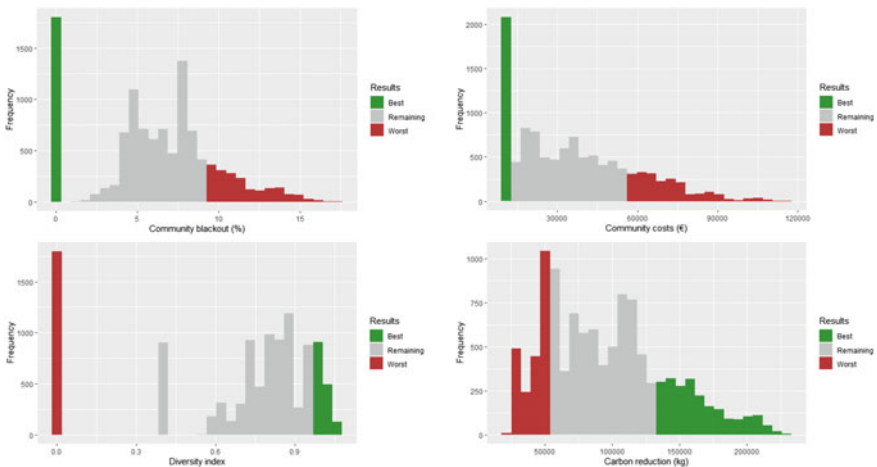 Frequency
1500
1000
500
0
0
5
10
15
Community blackout (%)
Results
Best
Remaining
Worst
Frequency
2000
1500
1000
500
0
30000
60000
90000
120000
Community costs (€)
Results
Best
Remaining
Worst
Frequency
1500
1000
500
0
0.0
0.3
0.6
0.9
Diversity index
Results
Best
Remaining
Worst
Frequency
1000
750
500
250
0
50000
100000
150000
200000
Carbon reduction (kg)
Results
Best
Remaining
Worst